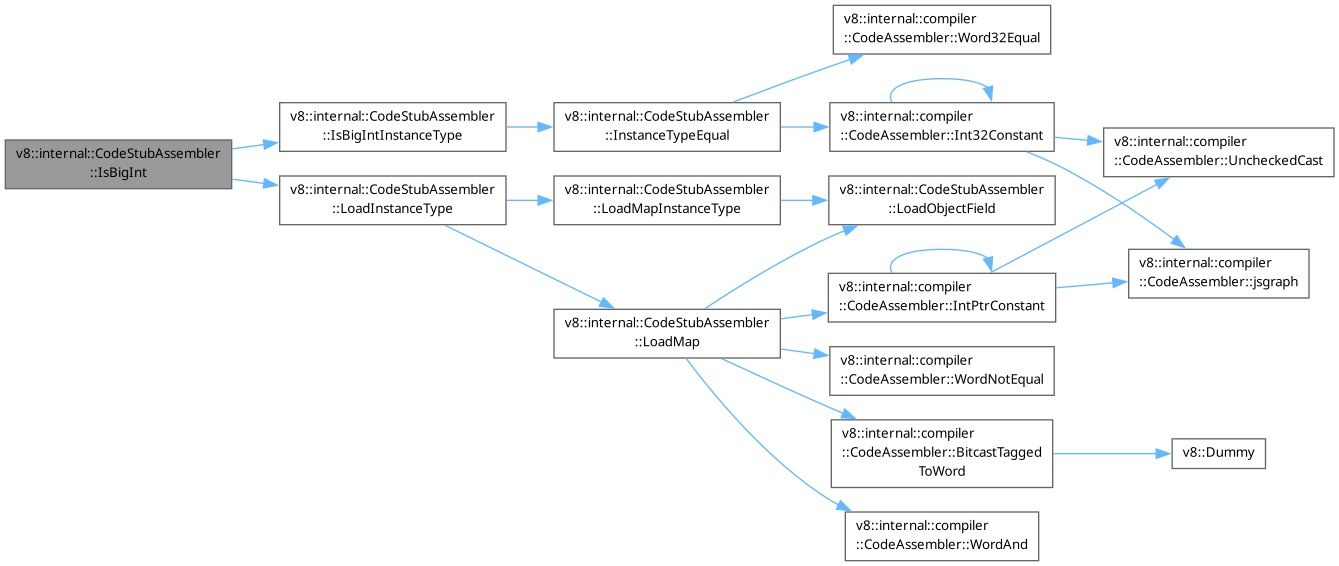 v8::internal::CodeStubAssembler
::IsBigInt
v8::internal::CodeStubAssembler
::IsBigIntInstanceType
v8::internal::CodeStubAssembler
::LoadInstanceType
v8::internal::CodeStubAssembler
::InstanceTypeEqual
v8::internal::CodeStubAssembler
::LoadMapInstanceType
v8::internal::CodeStubAssembler
::LoadMap
v8::internal::compiler
::CodeAssembler::Word32Equal
v8::internal::compiler
::CodeAssembler::Int32Constant
v8::internal::CodeStubAssembler
::LoadObjectField
v8::internal::compiler
::CodeAssembler::IntPtrConstant
v8::internal::compiler
::CodeAssembler::WordNotEqual
v8::internal::compiler
::CodeAssembler::BitcastTagged
ToWord
v8::internal::compiler
::CodeAssembler::WordAnd
v8::internal::compiler
::CodeAssembler::UncheckedCast
v8::internal::compiler
::CodeAssembler::jsgraph
v8::Dummy